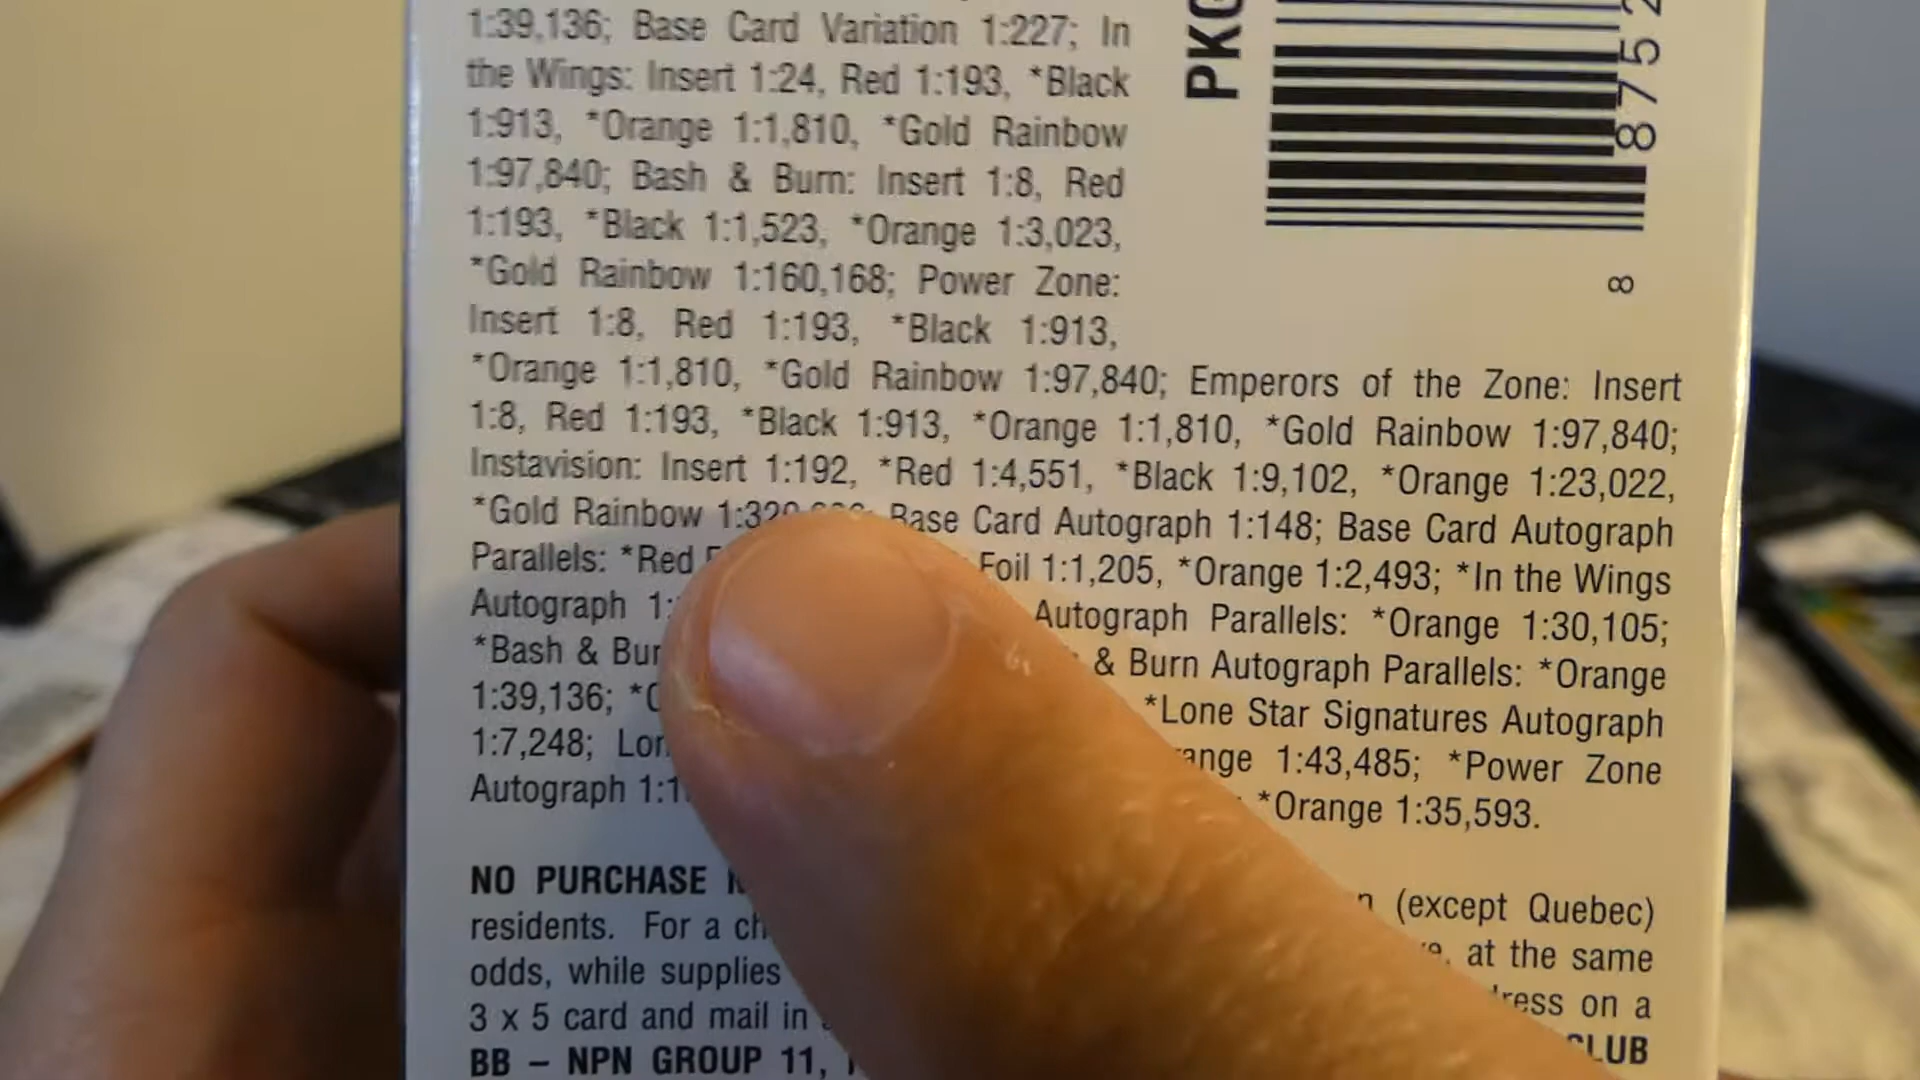 1:39,136; Base Card Variation 1:227; In
the Wings: Insert 1:24, Red 1:193, *Black
1:913, *Orange 1:1,810, *Gold Rainbow
1:97,840; Bash & Burn: Insert 1:8, Red
1:193, *Black 1:1,523, *Orange 1:3,023,
*Gold Rainbow 1:160,168; Power Zone:
Insert 1:8, Red 1:193, *Black 1:913,
*Orange 1:1,810, *Gold Rainbow 1:97,840; Emperors of the Zone: Insert
1:8, Red 1:193, *Black 1:913, *Orange 1:1,810, *Gold Rainbow 1:97,840;
Instavision: Insert 1:192, *Red 1:4,551, *Black 1:9,102, *Orange 1:23,022,
*Gold Rainbow Base Card Autograph 1:148; Base Card Autograph
Parallels: *Red Foil 1:1,205, *Orange 1:2,493; *In the Wings
Autograph Autograph Parallels: *Orange 1:30,105;
*Bash & & Burn Autograph Parallels: *Orange
1:39,136; *Lone Star Signatures Autograph
1:7,248; 1:43,485; *Power Zone
Autograph *Orange 1:35,593.
NO PURCHASE (except Quebec)
residents. For a at the same
odds, while supplies on a
3 x 5 card and mail in CLUB
BB – NPN GROUP 11,
PKG
8752
8